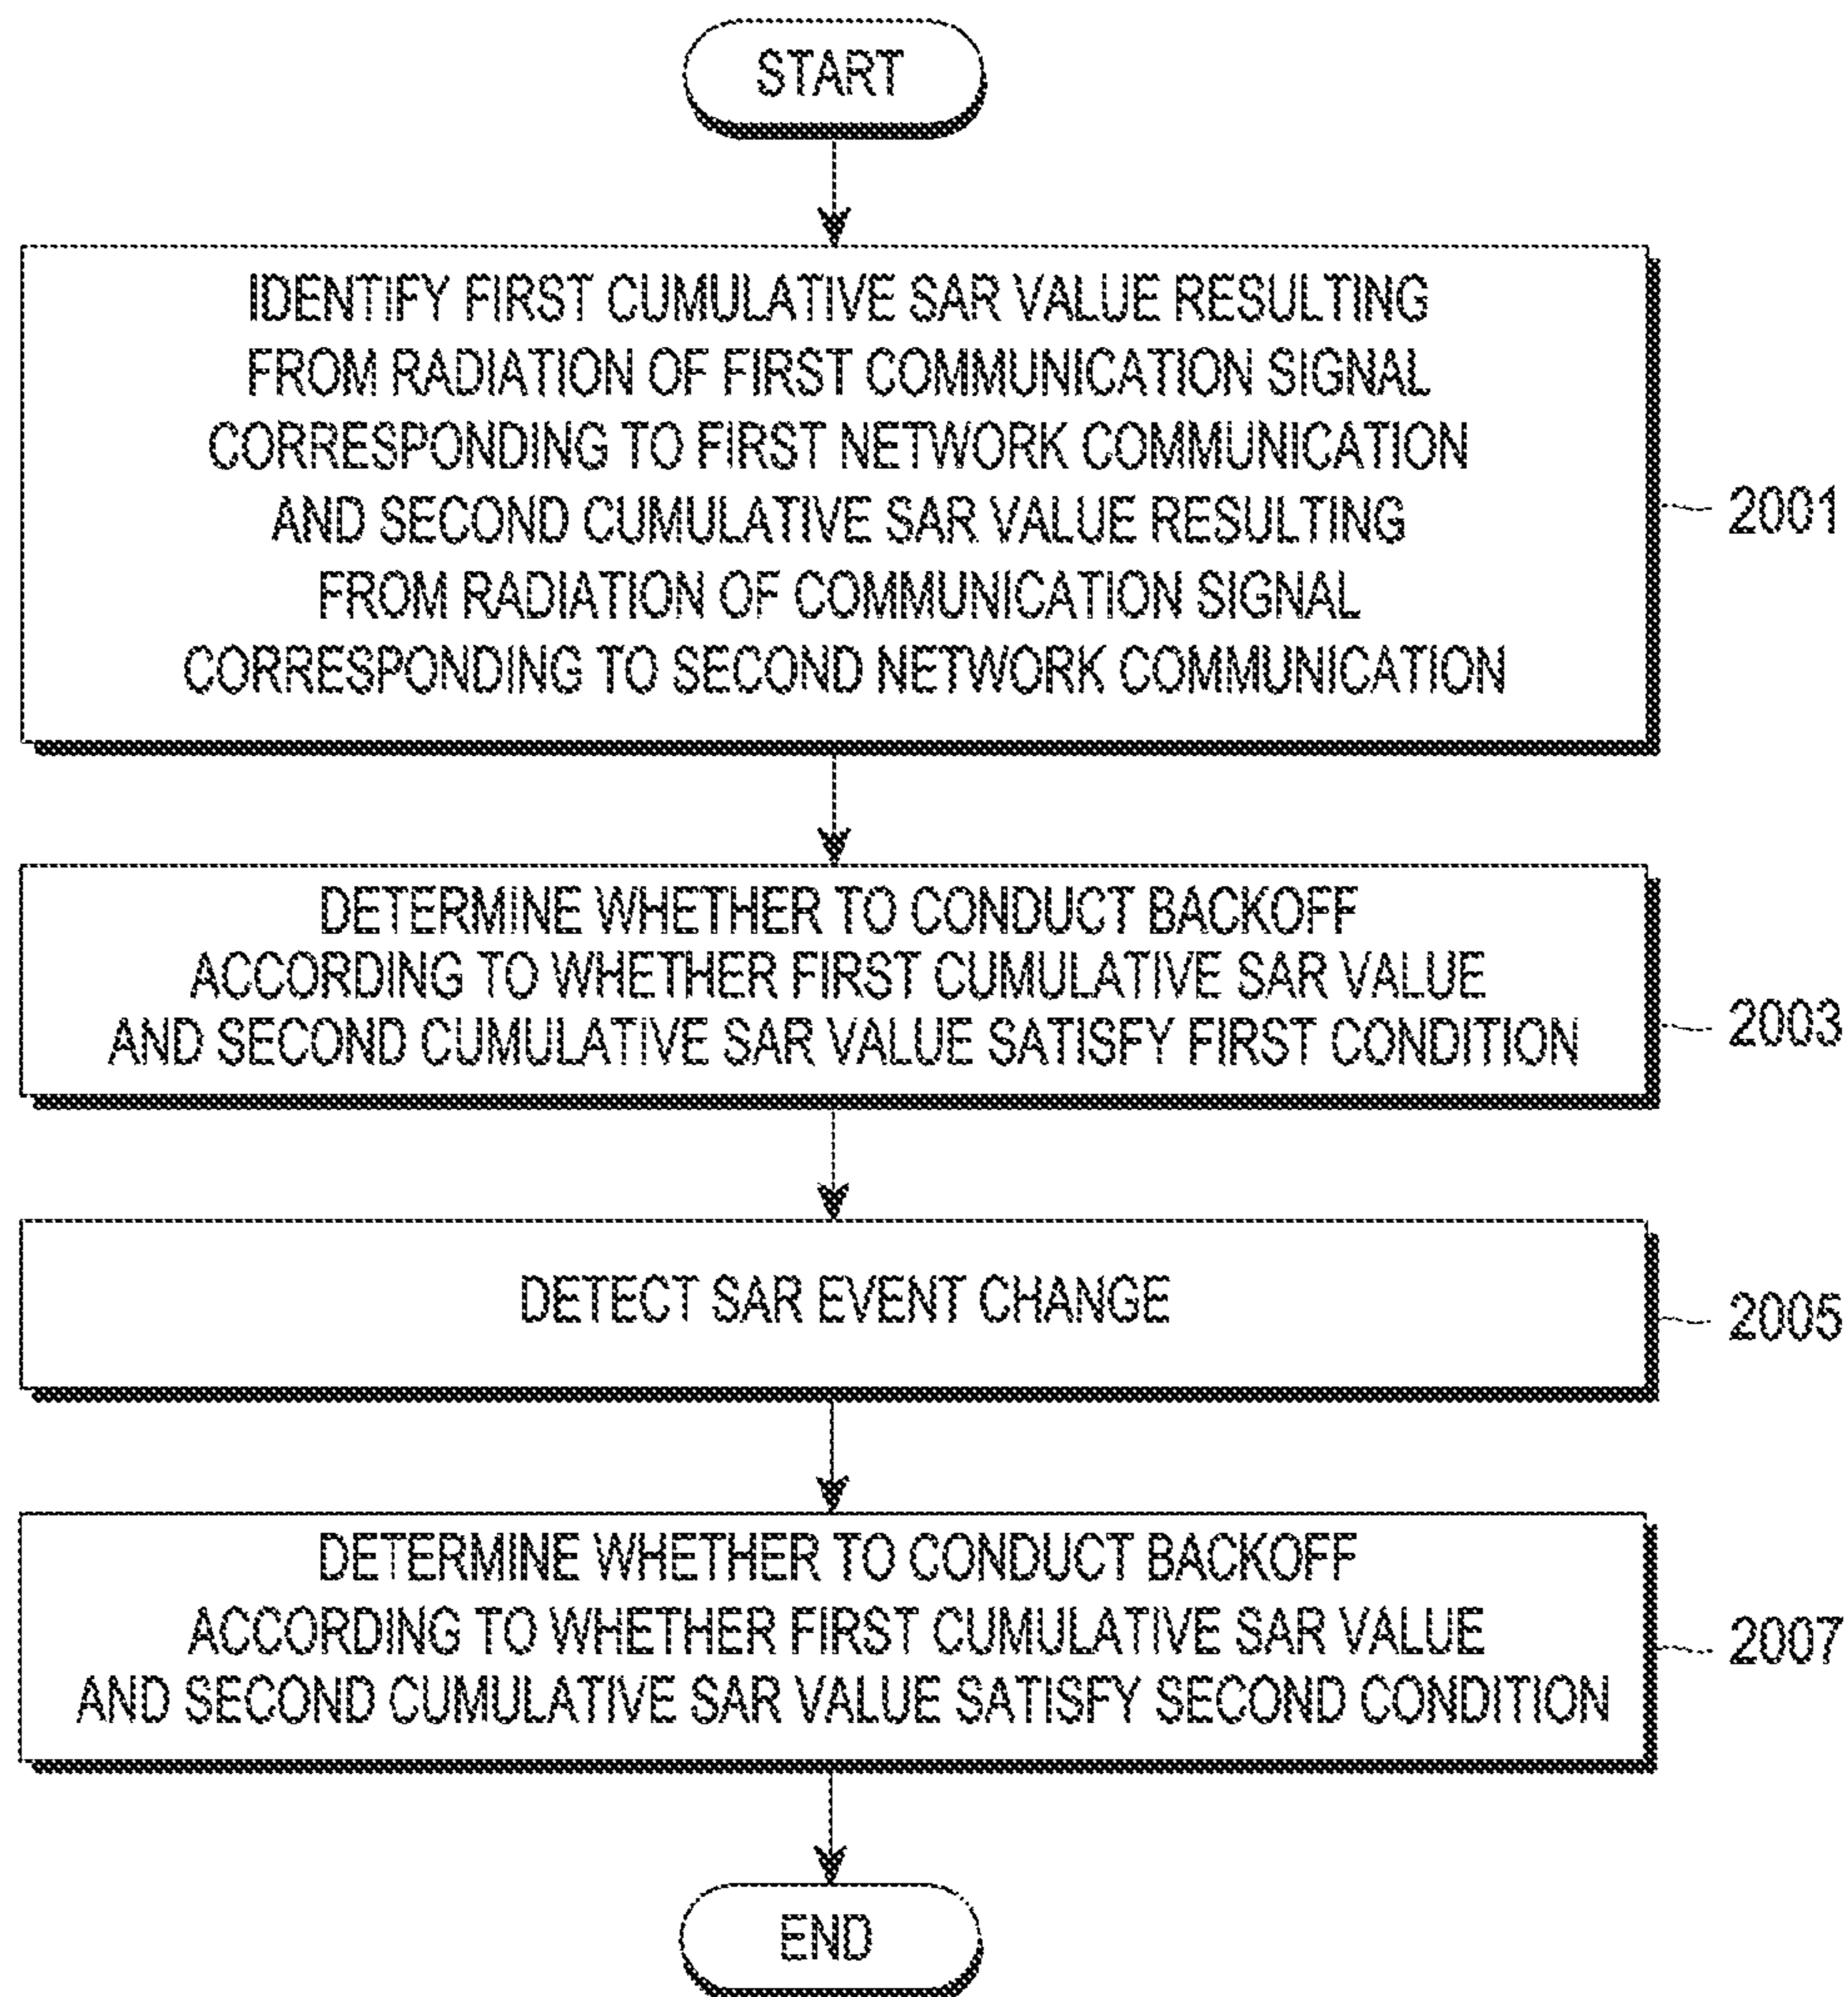 START
IDENTIFY FIRST CUMULATIVE SAR VALUE RESULTING
FROM RADIATION OF FIRST COMMUNICATION SIGNAL
CORRESPONDING TO FIRST NETWORK COMMUNICATION
AND SECOND CUMULATIVE SAR VALUE RESULTING
FROM RADIATION OF COMMUNICATION SIGNAL
CORRESPONDING TO SECOND NETWORK COMMUNICATION
2001
DETERMINE WHETHER TO CONDUCT BACKOFF
ACCORDING TO WHETHER FIRST CUMULATIVE SAR VALUE
AND SECOND CUMULATIVE SAR VALUE SATISFY FIRST CONDITION
2003
DETECT SAR EVENT CHANGE
2005
DETERMINE WHETHER TO CONDUCT BACKOFF
ACCORDING TO WHETHER FIRST CUMULATIVE SAR VALUE
AND SECOND CUMULATIVE SAR VALUE SATISFY SECOND CONDITION
2007
END